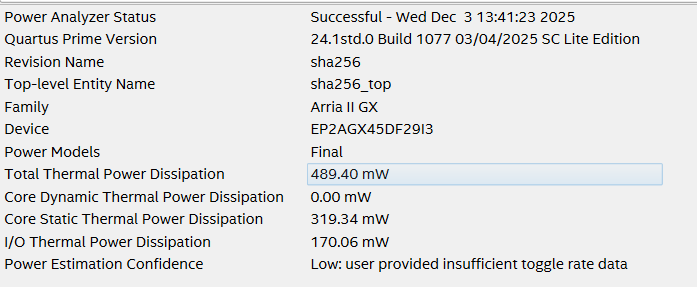 Power Analyzer Status Successful - Wed Dec 3 13:41:23 2025
Quartus Prime Version 24.1std.0 Build 1077 03/04/2025 SC Lite Edition
Revision Name sha256
Top-level Entity Name sha256_top
Family Arria II GX
Device EP2AGX45DF29I3
Power Models Final
Total Thermal Power Dissipation 489.40 mW
Core Dynamic Thermal Power Dissipation 0.00 mW
Core Static Thermal Power Dissipation 319.34 mW
I/O Thermal Power Dissipation 170.06 mW
Power Estimation Confidence Low: user provided insufficient toggle rate data